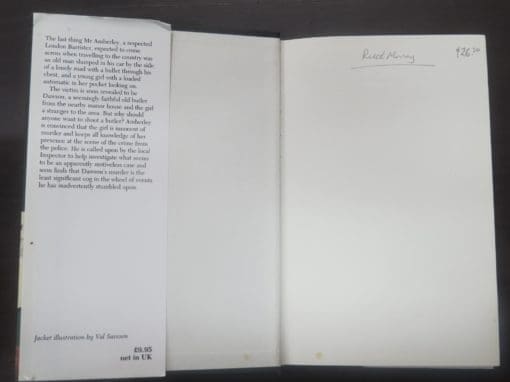 The last thing Mr Amberley, a respected
London Barrister, expected to come
across when travelling to the country was
an old man slumped in his car by the side
of a lonely road with a bullet through his
chest, and a young girl with a loaded
automatic in her pocket looking on.
The victim is soon revealed to be
Dawson, a seemingly faithful old butler
from the nearby manor house and the girl
a stranger to the area. But why should
anyone want to shoot a butler? Amberley
is convinced that the girl is innocent of
murder and keeps all knowledge of her
presence at the scene of the crime from
the police. He is called upon by the local
Inspector to help investigate what seems
to be an apparently motiveless case and
soon finds that Dawson's murder is the
least significant cog in the wheel of events
he has inadvertently stumbled upon.
Jacket illustration by Val
£9.95
net in UK
Murray